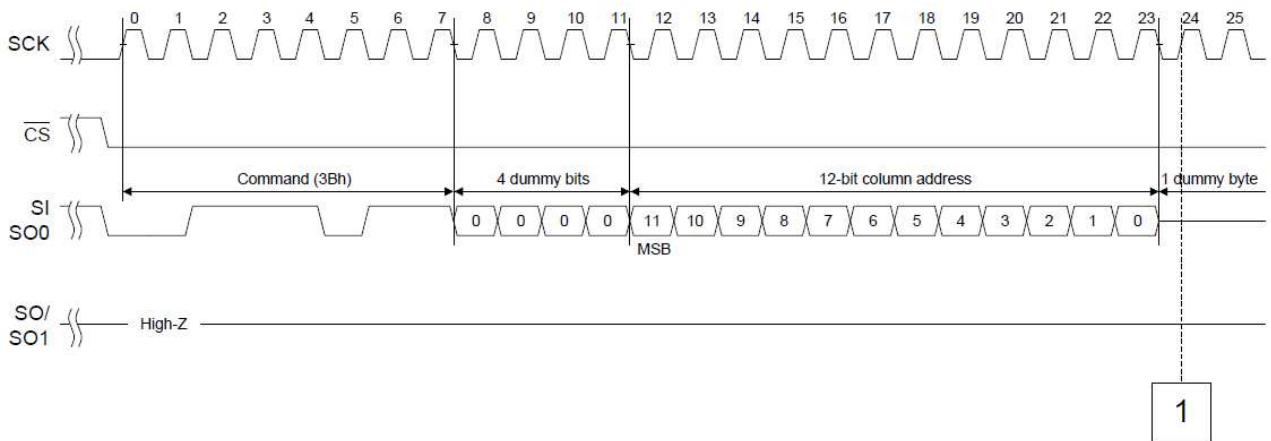 0 1 2 3 4 5 6 7 8 9 10 11 12 13 14 15 16 17 18 19 20 21 22 23 24 25
SCK
CS
Command (3Bh) 4 dummy bits 12-bit column address 1 dummy byte
SI
SO0
0 0 0 0 11 10 9 8 7 6 5 4 3 2 1 0
MSB
SO/
SO1
High-Z
1